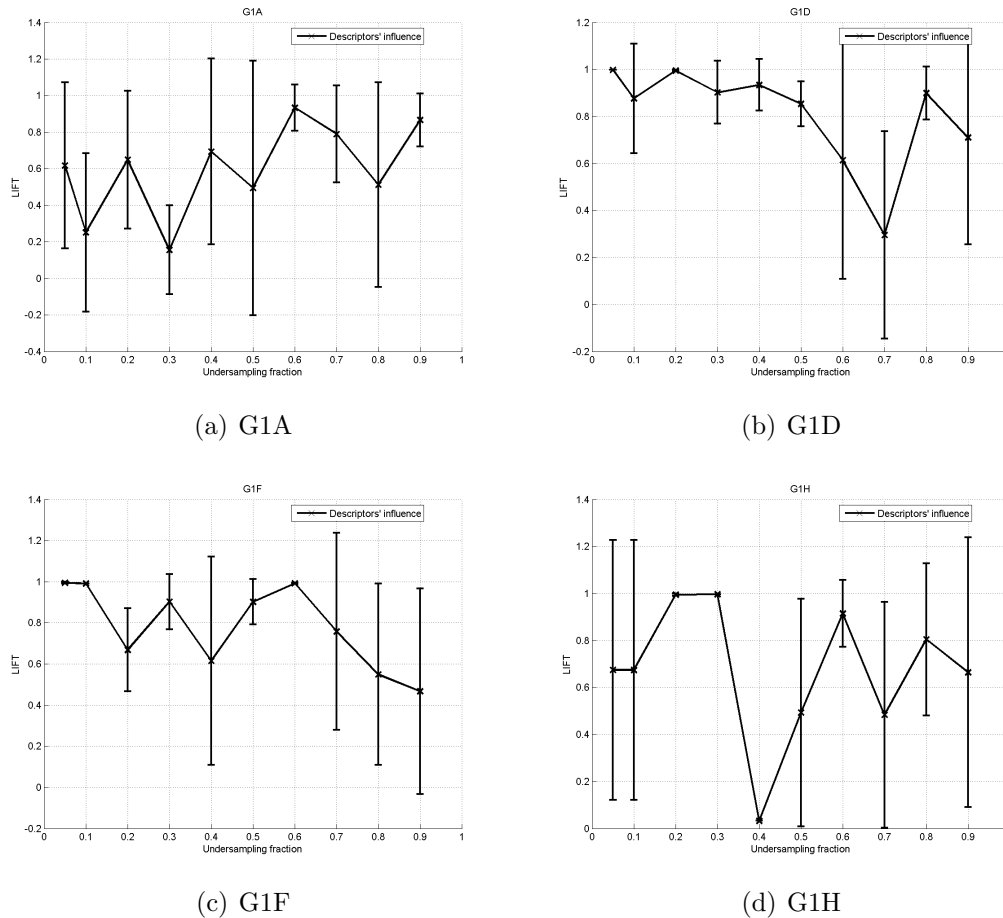 G1A
Descriptors' influence
1.4
1.2
1
0.8
0.6
0.4
0.2
0
-0.2
-0.4
LIFT
0 0.1 0.2 0.3 0.4 0.5 0.6 0.7 0.8 0.9 1
Undersampling fraction
(a) G1A
G1D
Descriptors' influence
1.2
1
0.8
0.6
0.4
0.2
0
-0.2
LIFT
0 0.1 0.2 0.3 0.4 0.5 0.6 0.7 0.8 0.9
Undersampling fraction
(b) G1D
G1F
Descriptors' influence
1.4
1.2
1
0.8
0.6
0.4
0.2
0
-0.2
LIFT
0 0.1 0.2 0.3 0.4 0.5 0.6 0.7 0.8 0.9 1
Undersampling fraction
(c) G1F
G1H
Descriptors' influence
1.4
1.2
1
0.8
0.6
0.4
0.2
0
LIFT
0 0.1 0.2 0.3 0.4 0.5 0.6 0.7 0.8 0.9
Undersampling fraction
(d) G1H